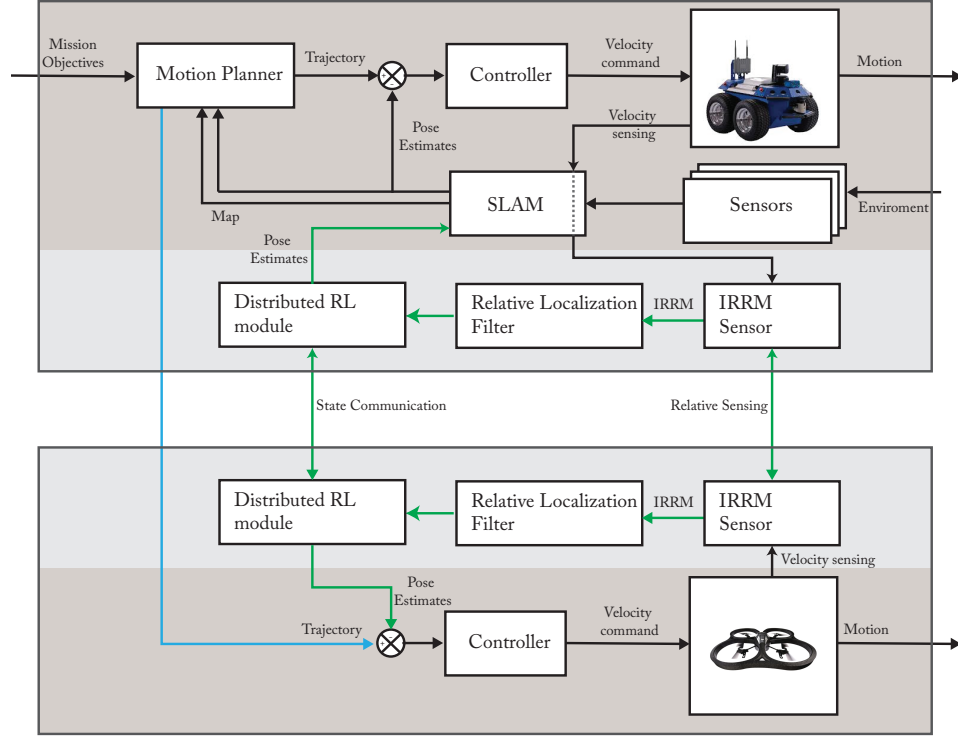 Mission
Objectives
Motion Planner
Trajectory
+
-
Controller
Velocity
command
Motion
Pose
Estimates
Velocity
sensing
SLAM
Sensors
Enviroment
Map
Pose
Estimates
Distributed RL
module
Relative Localization
Filter
IRRM
IRRM
Sensor
State Communication
Relative Sensing
Distributed RL
module
Relative Localization
Filter
IRRM
IRRM
Sensor
Velocity sensing
Pose
Estimates
Trajectory
+
-
Controller
Velocity
command
Motion